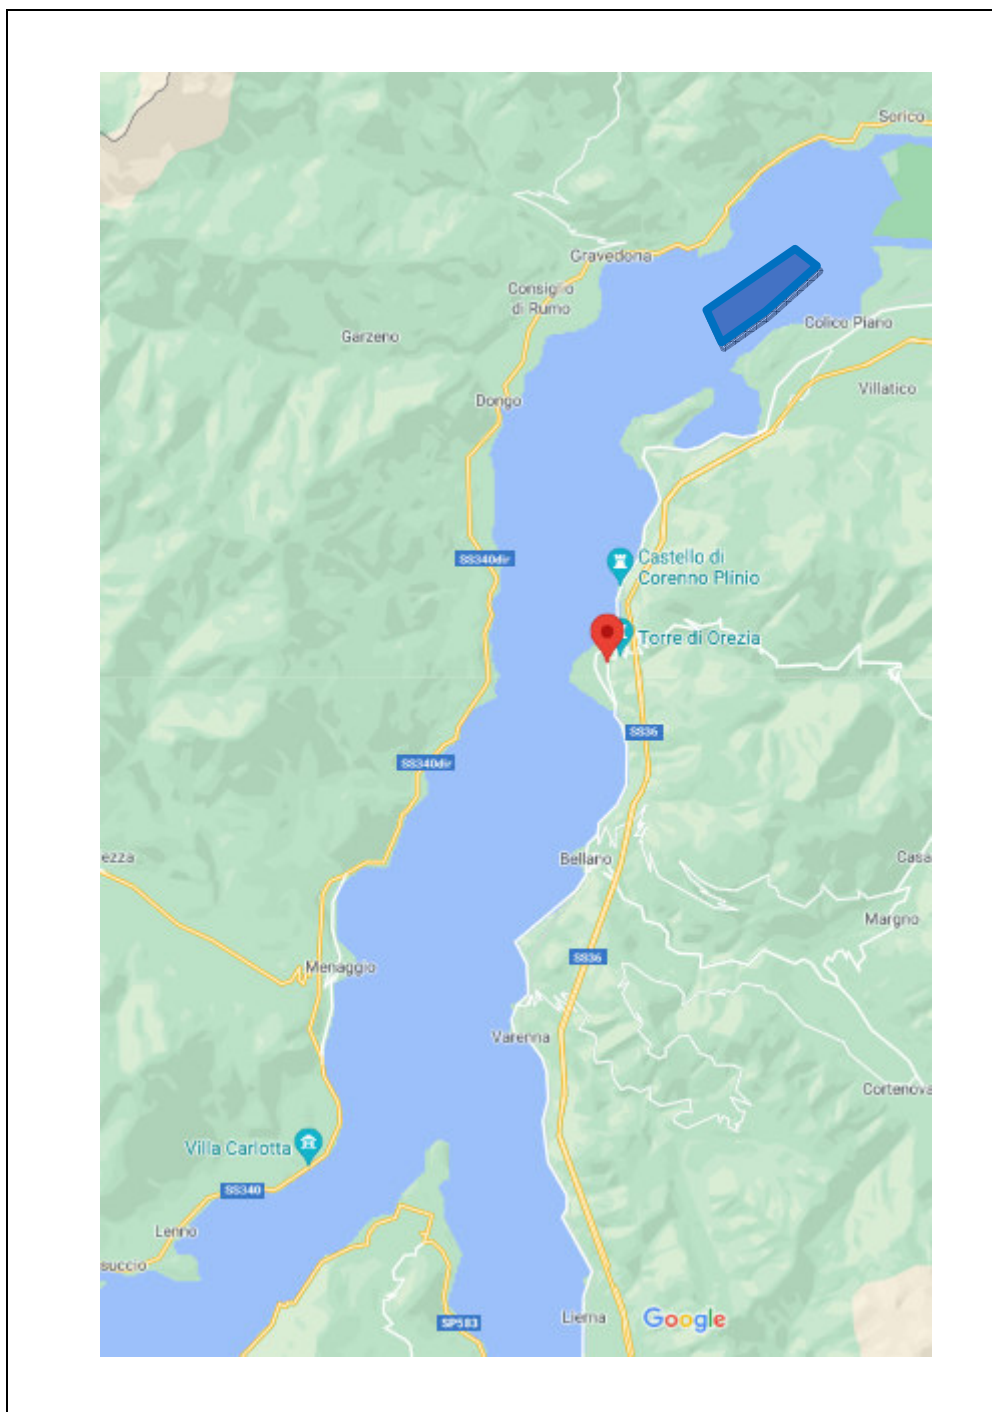 Sorico
Gravedona
Consiglio
di Rumo
Colico Piano
Garzeno
Villatico
Dongo
SS340dir
Castello di
Corenno Plinio
Torre di Orezia
SS36
SS340dir
ezza
Bellano
Casa
Margno
SS36
Menaggio
Varenna
Cortenova
Villa Carlotta
SS340
Lenno
succio
SP583
Lierna
Google